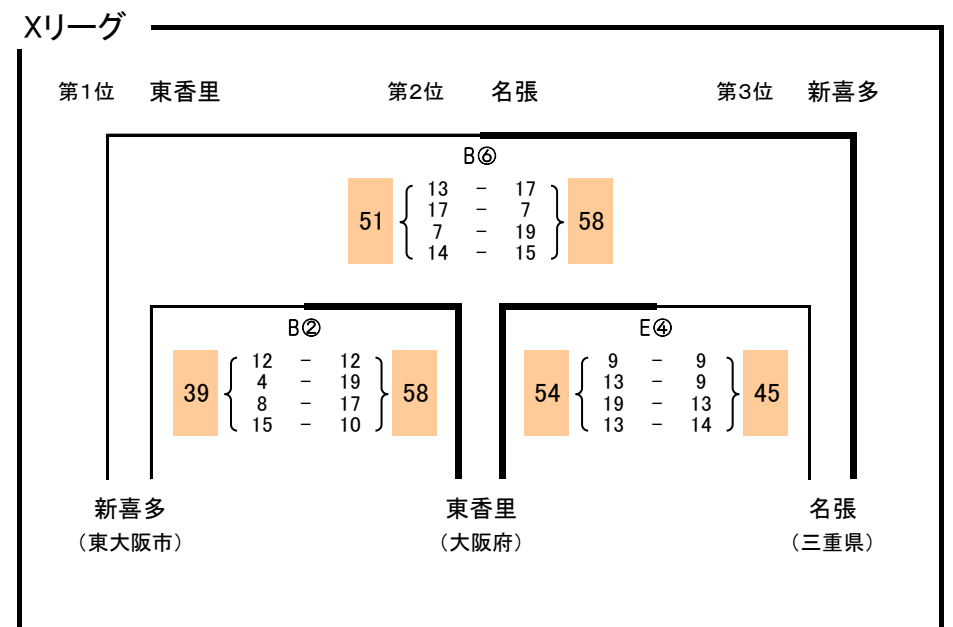 Xリーグ
第1位 東香里 第2位 名張 第3位 新喜多
B⑥
13 - 17
17 - 7
51 58
7 - 19
14 - 15
B② E④
12 - 12 9 - 9
4 - 19 13 - 9
39 58 54 45
8 - 17 19 - 13
15 - 10 13 - 14
新喜多 東香里 名張
（東大阪市） （大阪府） （三重県）